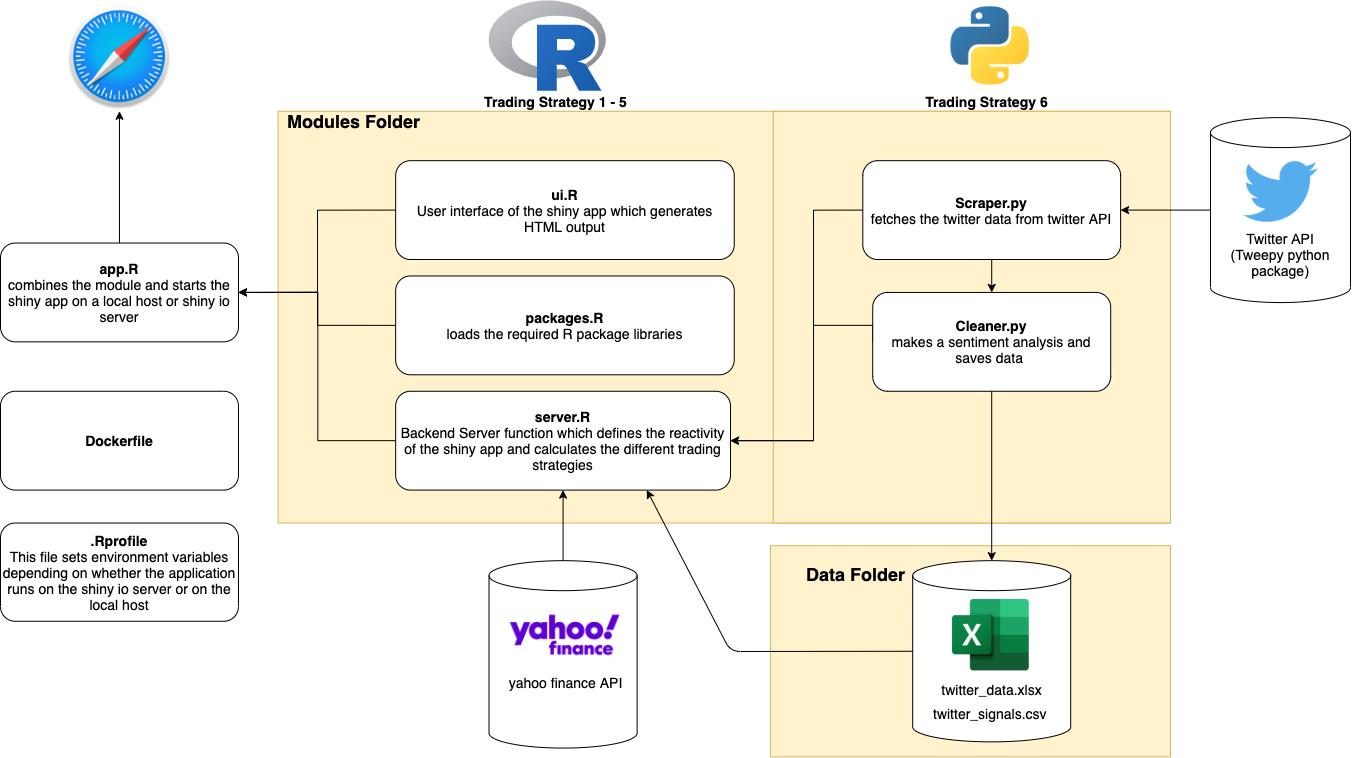 Trading Strategy 1 - 5
Trading Strategy 6
Modules Folder
ui.R
User interface of the shiny app which generates
HTML output
packages.R
loads the required R package libraries
server.R
Backend Server function which defines the reactivity
of the shiny app and calculates the different trading
strategies
Scraper.py
fetches the twitter data from twitter API
Cleaner.py
makes a sentiment analysis and
saves data
Twitter API
(Tweepy python
package)
app.R
combines the module and starts the
shiny app on a local host or shiny io
server
Dockerfile
.Rprofile
This file sets environment variables
depending on whether the application
runs on the shiny io server or on the
local host
yahoo!
finance
yahoo finance API
Data Folder
X
twitter_data.xlsx
twitter_signals.csv
R